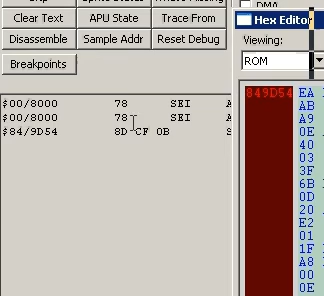 DMA
Hex Editor
Clear Text APU State Trace From
Viewing:
Disassemble Sample Addr Reset Debug
ROM
Breakpoints
849D54 EA
AB
$00/8000 78 SEI A
A9
$00/8000 78 SEI A
0E
$84/9D54 8D CF 0B S
40
03
3F
6B
0D
20
E2
01
1F
A8
00
0E